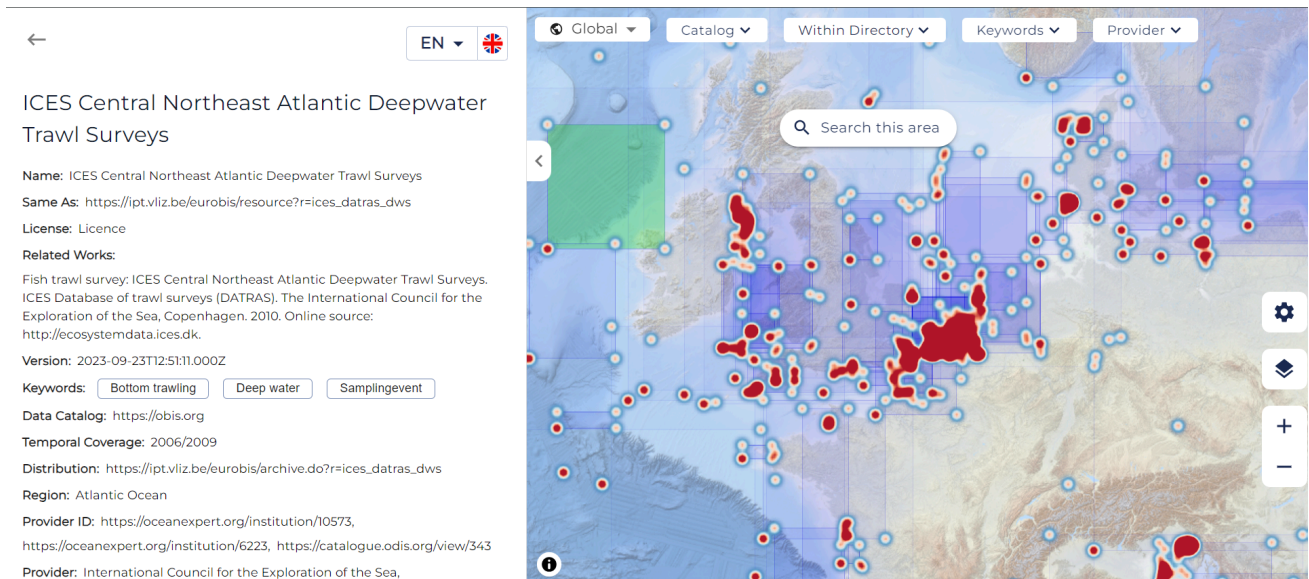 EN
ICES Central Northeast Atlantic Deepwater
Trawl Surveys
Name: ICES Central Northeast Atlantic Deepwater Trawl Surveys
Same As: https://ipt.vliz.be/eurobis/resource?r=ices_datras_dws
License: Licence
Related Works:
Fish trawl survey: ICES Central Northeast Atlantic Deepwater Trawl Surveys.
ICES Database of trawl surveys (DATRAS). The International Council for the
Exploration of the Sea, Copenhagen. 2010. Online source:
http://ecosystemdata.ices.dk.
Version: 2023-09-23T12:51:11.000Z
Keywords: Bottom trawling Deep water Samplingevent
Data Catalog: https://obis.org
Temporal Coverage: 2006/2009
Distribution: https://ipt.vliz.be/eurobis/archive.do?r=ices_datras_dws
Region: Atlantic Ocean
Provider ID: https://oceanexpert.org/institution/10573,
https://oceanexpert.org/institution/6223, https://catalogue.odis.org/view/343
Provider: International Council for the Exploration of the Sea,
Global Catalog Within Directory Keywords Provider
Search this area